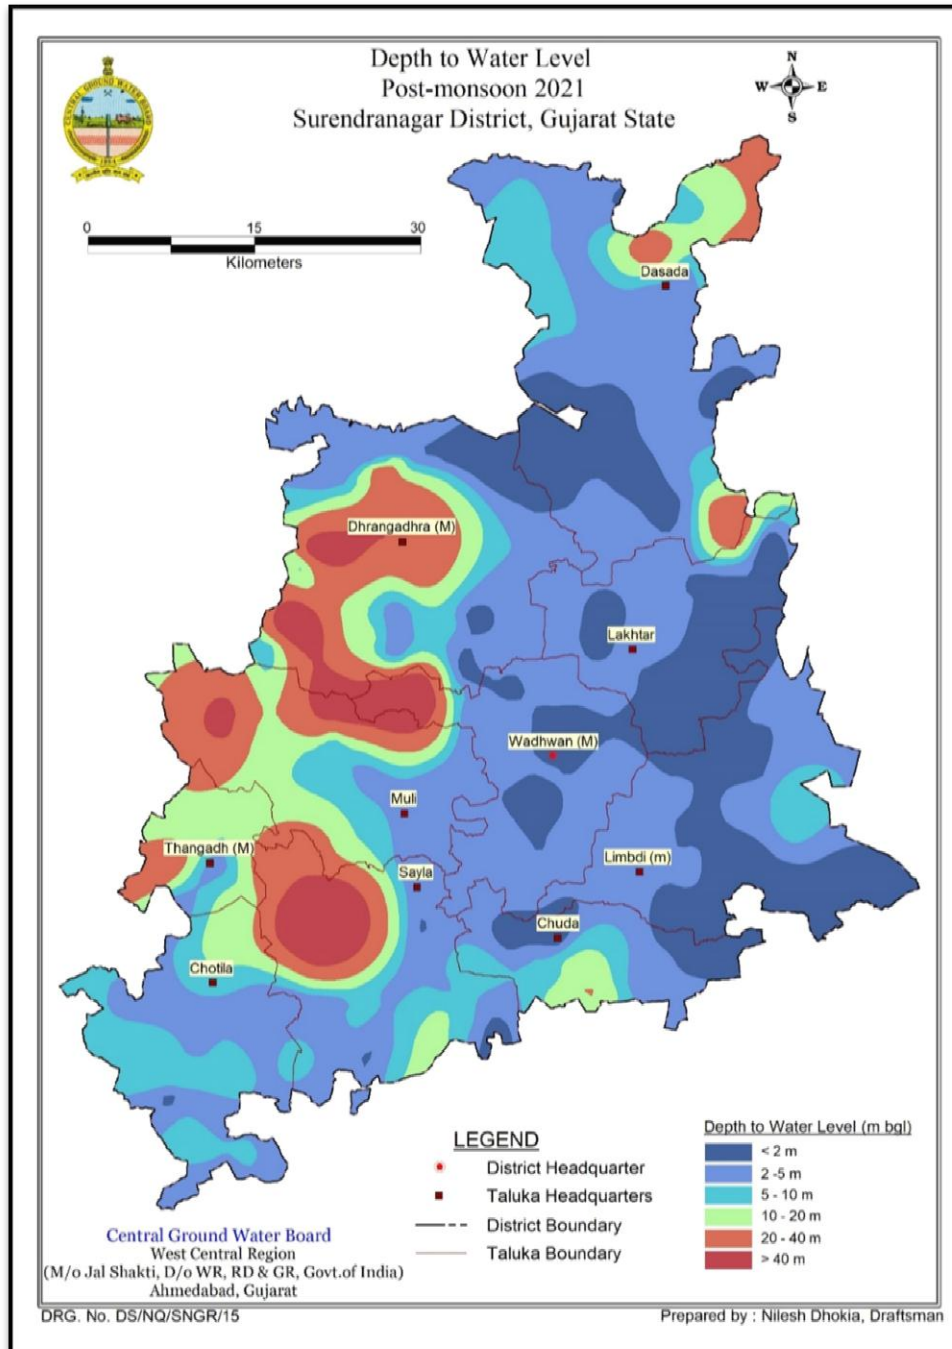 Depth to Water Level
Post-monsoon 2021
Surendranagar District, Gujarat State
CENTRAL GROUND WATER BOARD
N
W E
S
0 15 30
Kilometers
Dasada
Dhrangadhra (M)
Lakhtar
Wadhwan (M)
Muli
Thangadh (M)
Limbdi (m)
Sayla
Chuda
Chotila
LEGEND
District Headquarter
Taluka Headquarters
District Boundary
Taluka Boundary
Depth to Water Level (m bgl)
< 2 m
2 -5 m
5 - 10 m
10 - 20 m
20 - 40 m
> 40 m
Central Ground Water Board
West Central Region
(M/o Jal Shakti, D/o WR, RD & GR, Govt.of India)
Ahmedabad, Gujarat
DRG. No. DS/NQ/SNGR/15
Prepared by : Nilesh Dhokia, Draftsman